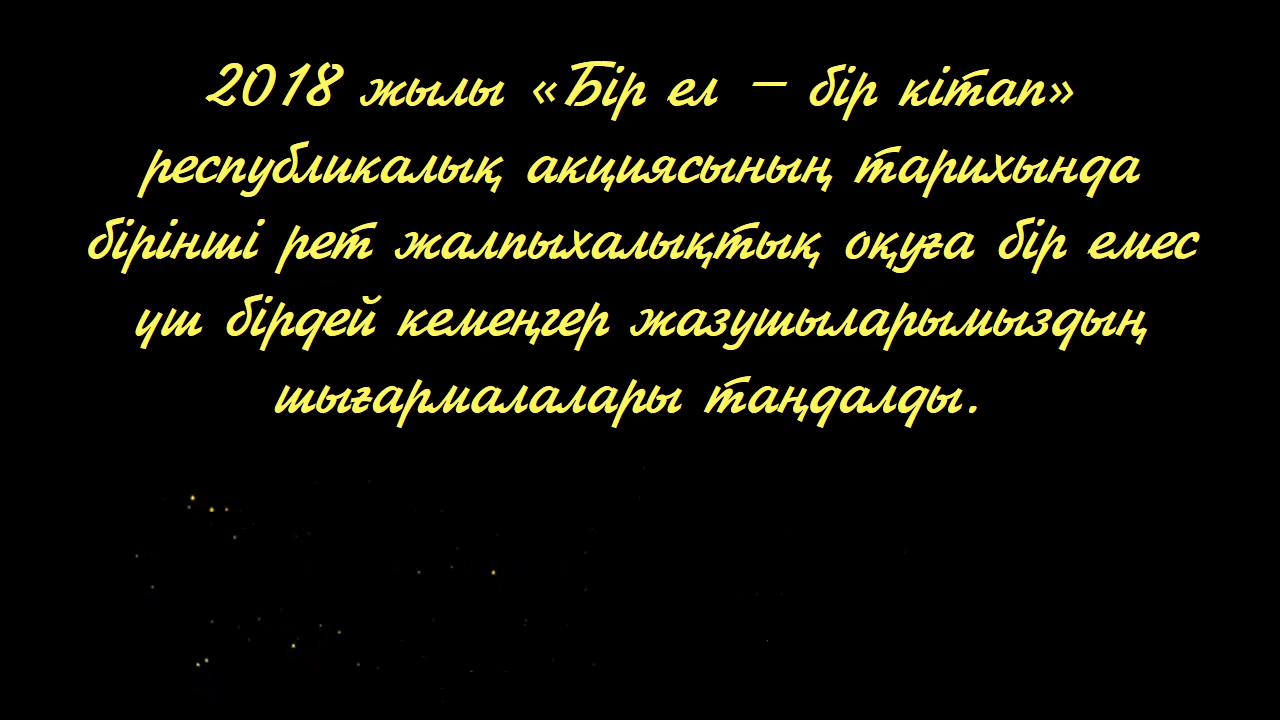 2018 жылы «Бір ел – бір кітап»
республикалық акциясының тарихында
бірінші рет жалпыхалықтық оқуға бір емес
үш бірдей кемеңгер жазушыларымыздың
шығармалалары таңдалды.